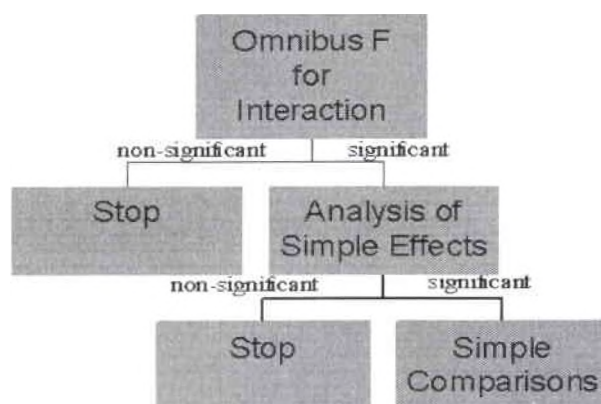 Omnibus F
for
Interaction
non-significant significant
Stop
Analysis of
Simple Effects
non-significant significant
Stop
Simple
Comparisons